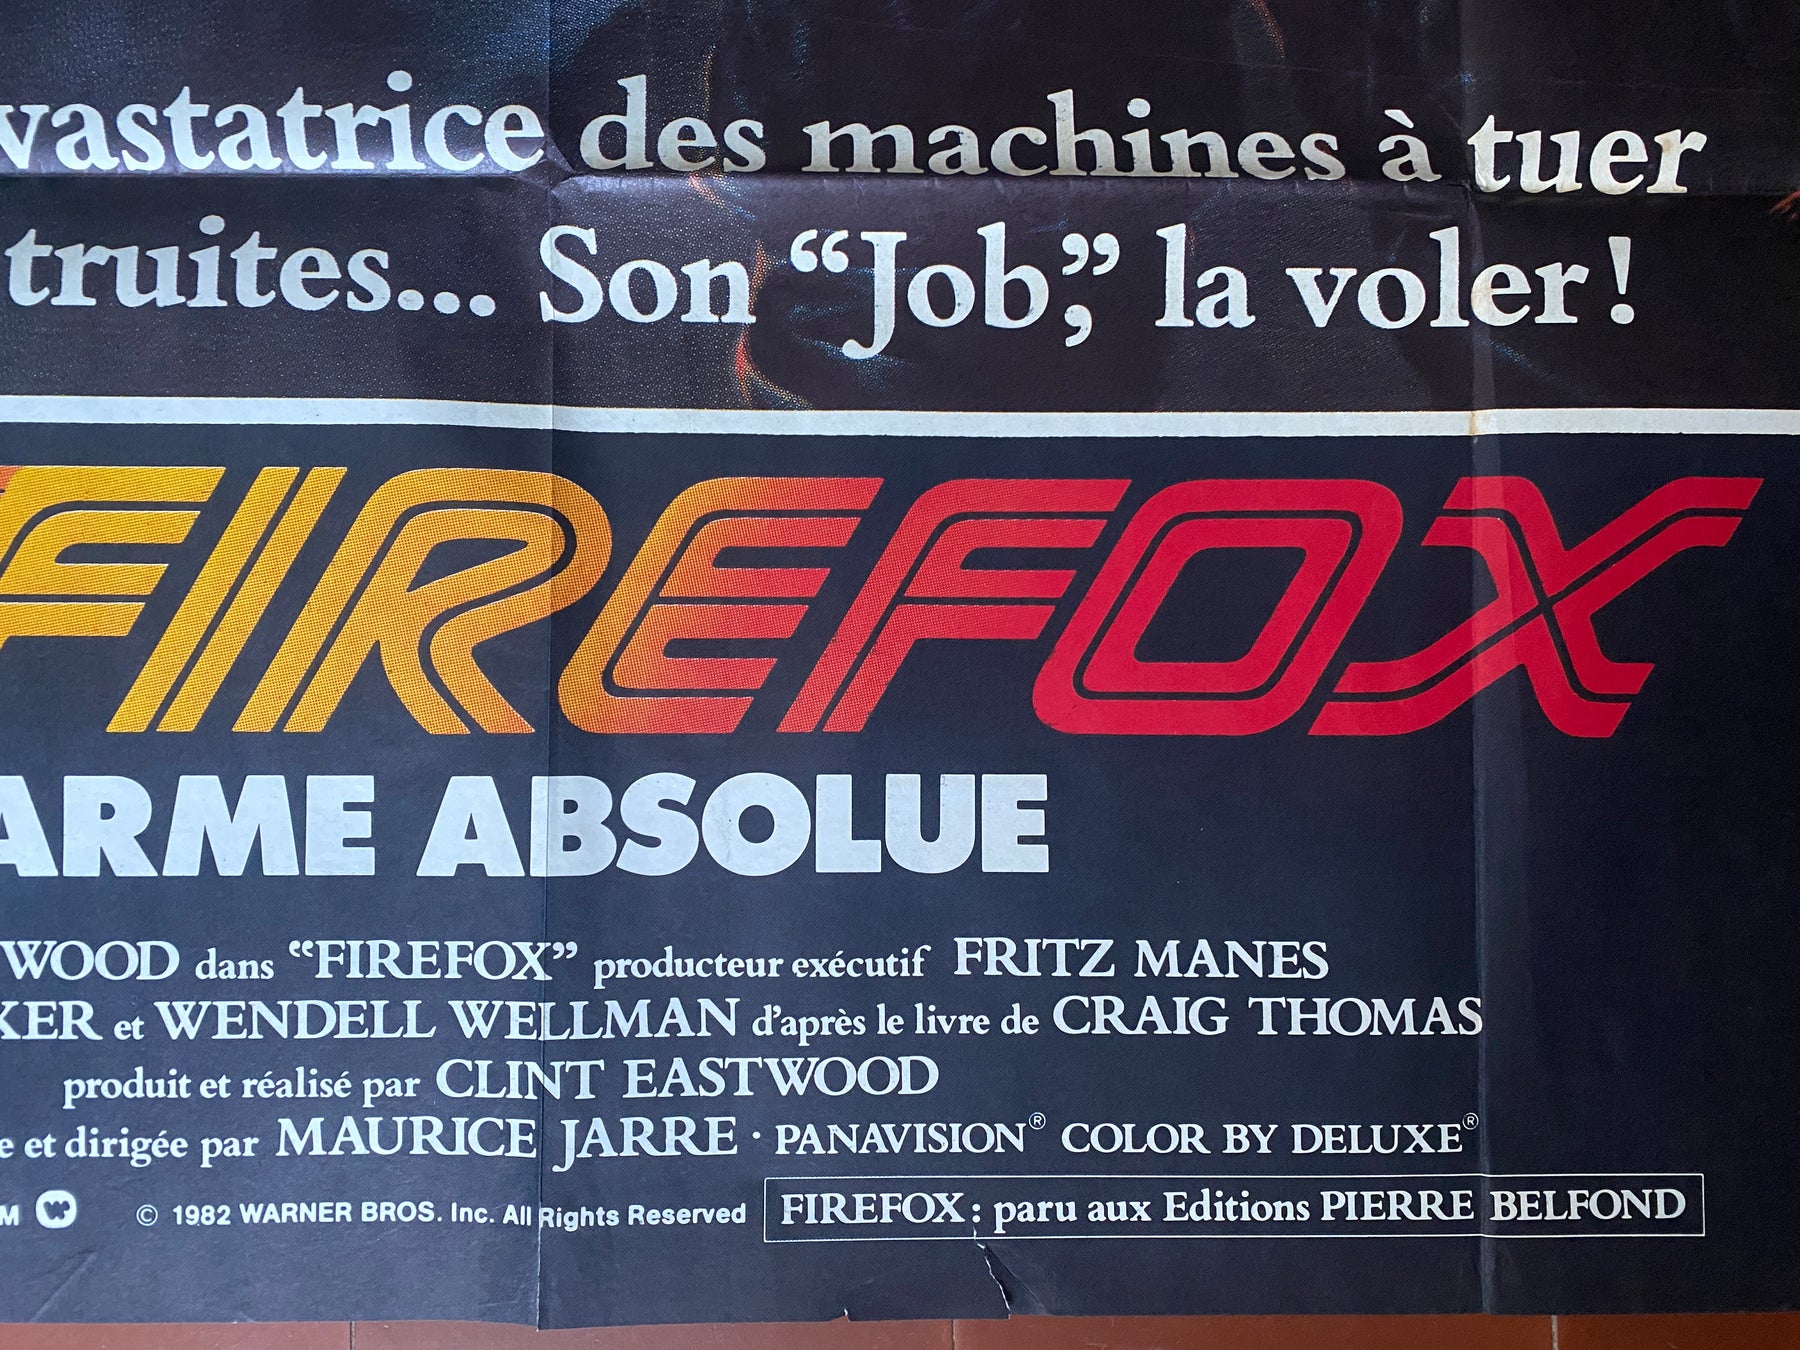 vastatrice des machines à tuer
truites... Son “Job,” la voler!
FIREFOX
ARME ABSOLUE
WOOD dans “FIREFOX” producteur exécutif FRITZ MANES
KER et WENDELL WELLMAN d'après le livre de CRAIG THOMAS
produit et réalisé par CLINT EASTWOOD
e et dirigée par MAURICE JARRE · PANAVISION® COLOR BY DELUXE®
M © 1982 WARNER BROS. Inc. All Rights Reserved FIREFOX: paru aux Editions PIERRE BELFOND